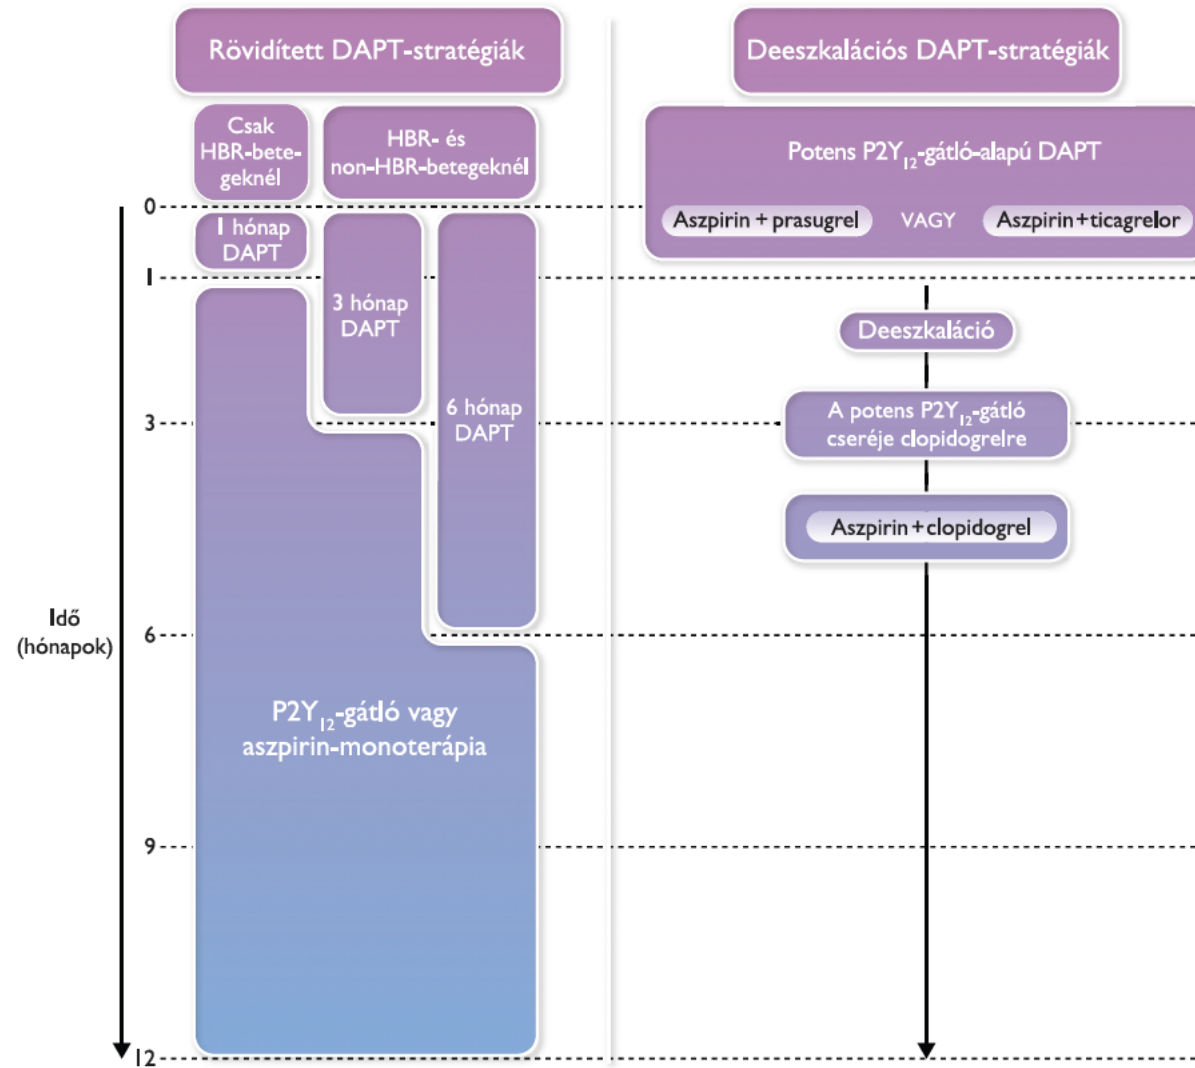 Rövidített DAPT-stratégiák
Csak
HBR-bete-
geknél
HBR- és
non-HBR-betegeknél
0
1 hónap
DAPT
1
3 hónap
DAPT
3
6 hónap
DAPT
Idő
(hónapok)
6
P2Y₁₂-gátló vagy
aszpirin-monoterápia
9
12
Deeszkalációs DAPT-stratégiák
Potens P2Y₁₂-gátló-alapú DAPT
Aszpirin + prasugrel VAGY Aszpirin + ticagrelor
Deeszkaláció
A potens P2Y₁₂-gátló
cseréje clopidogrelre
Aszpirin + clopidogrel